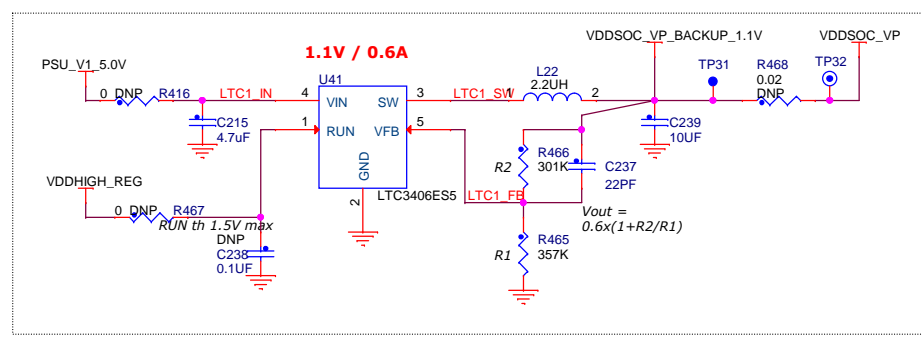 1.1V / 0.6A
VDDSOC_VP_BACKUP_1.1V
VDDSOC_VP
PSU_V1_5.0V
U41
L22
2.2UH
TP31
R468
0.02
DNP
TP32
0 DNP R416
LTC1_IN
4 VIN
SW 3
LTC1_SW
1
2
C215
4.7uF
1 RUN
VFB 5
GND
2
LTC3406ES5
C239
10UF
R2
R466
301K
C237
22PF
VDDHIGH_REG
LTC1_FB
0 DNP R467
RUN th 1.5V max
DNP
C238
0.1UF
Vout =
0.6x(1+R2/R1)
R1
R465
357K